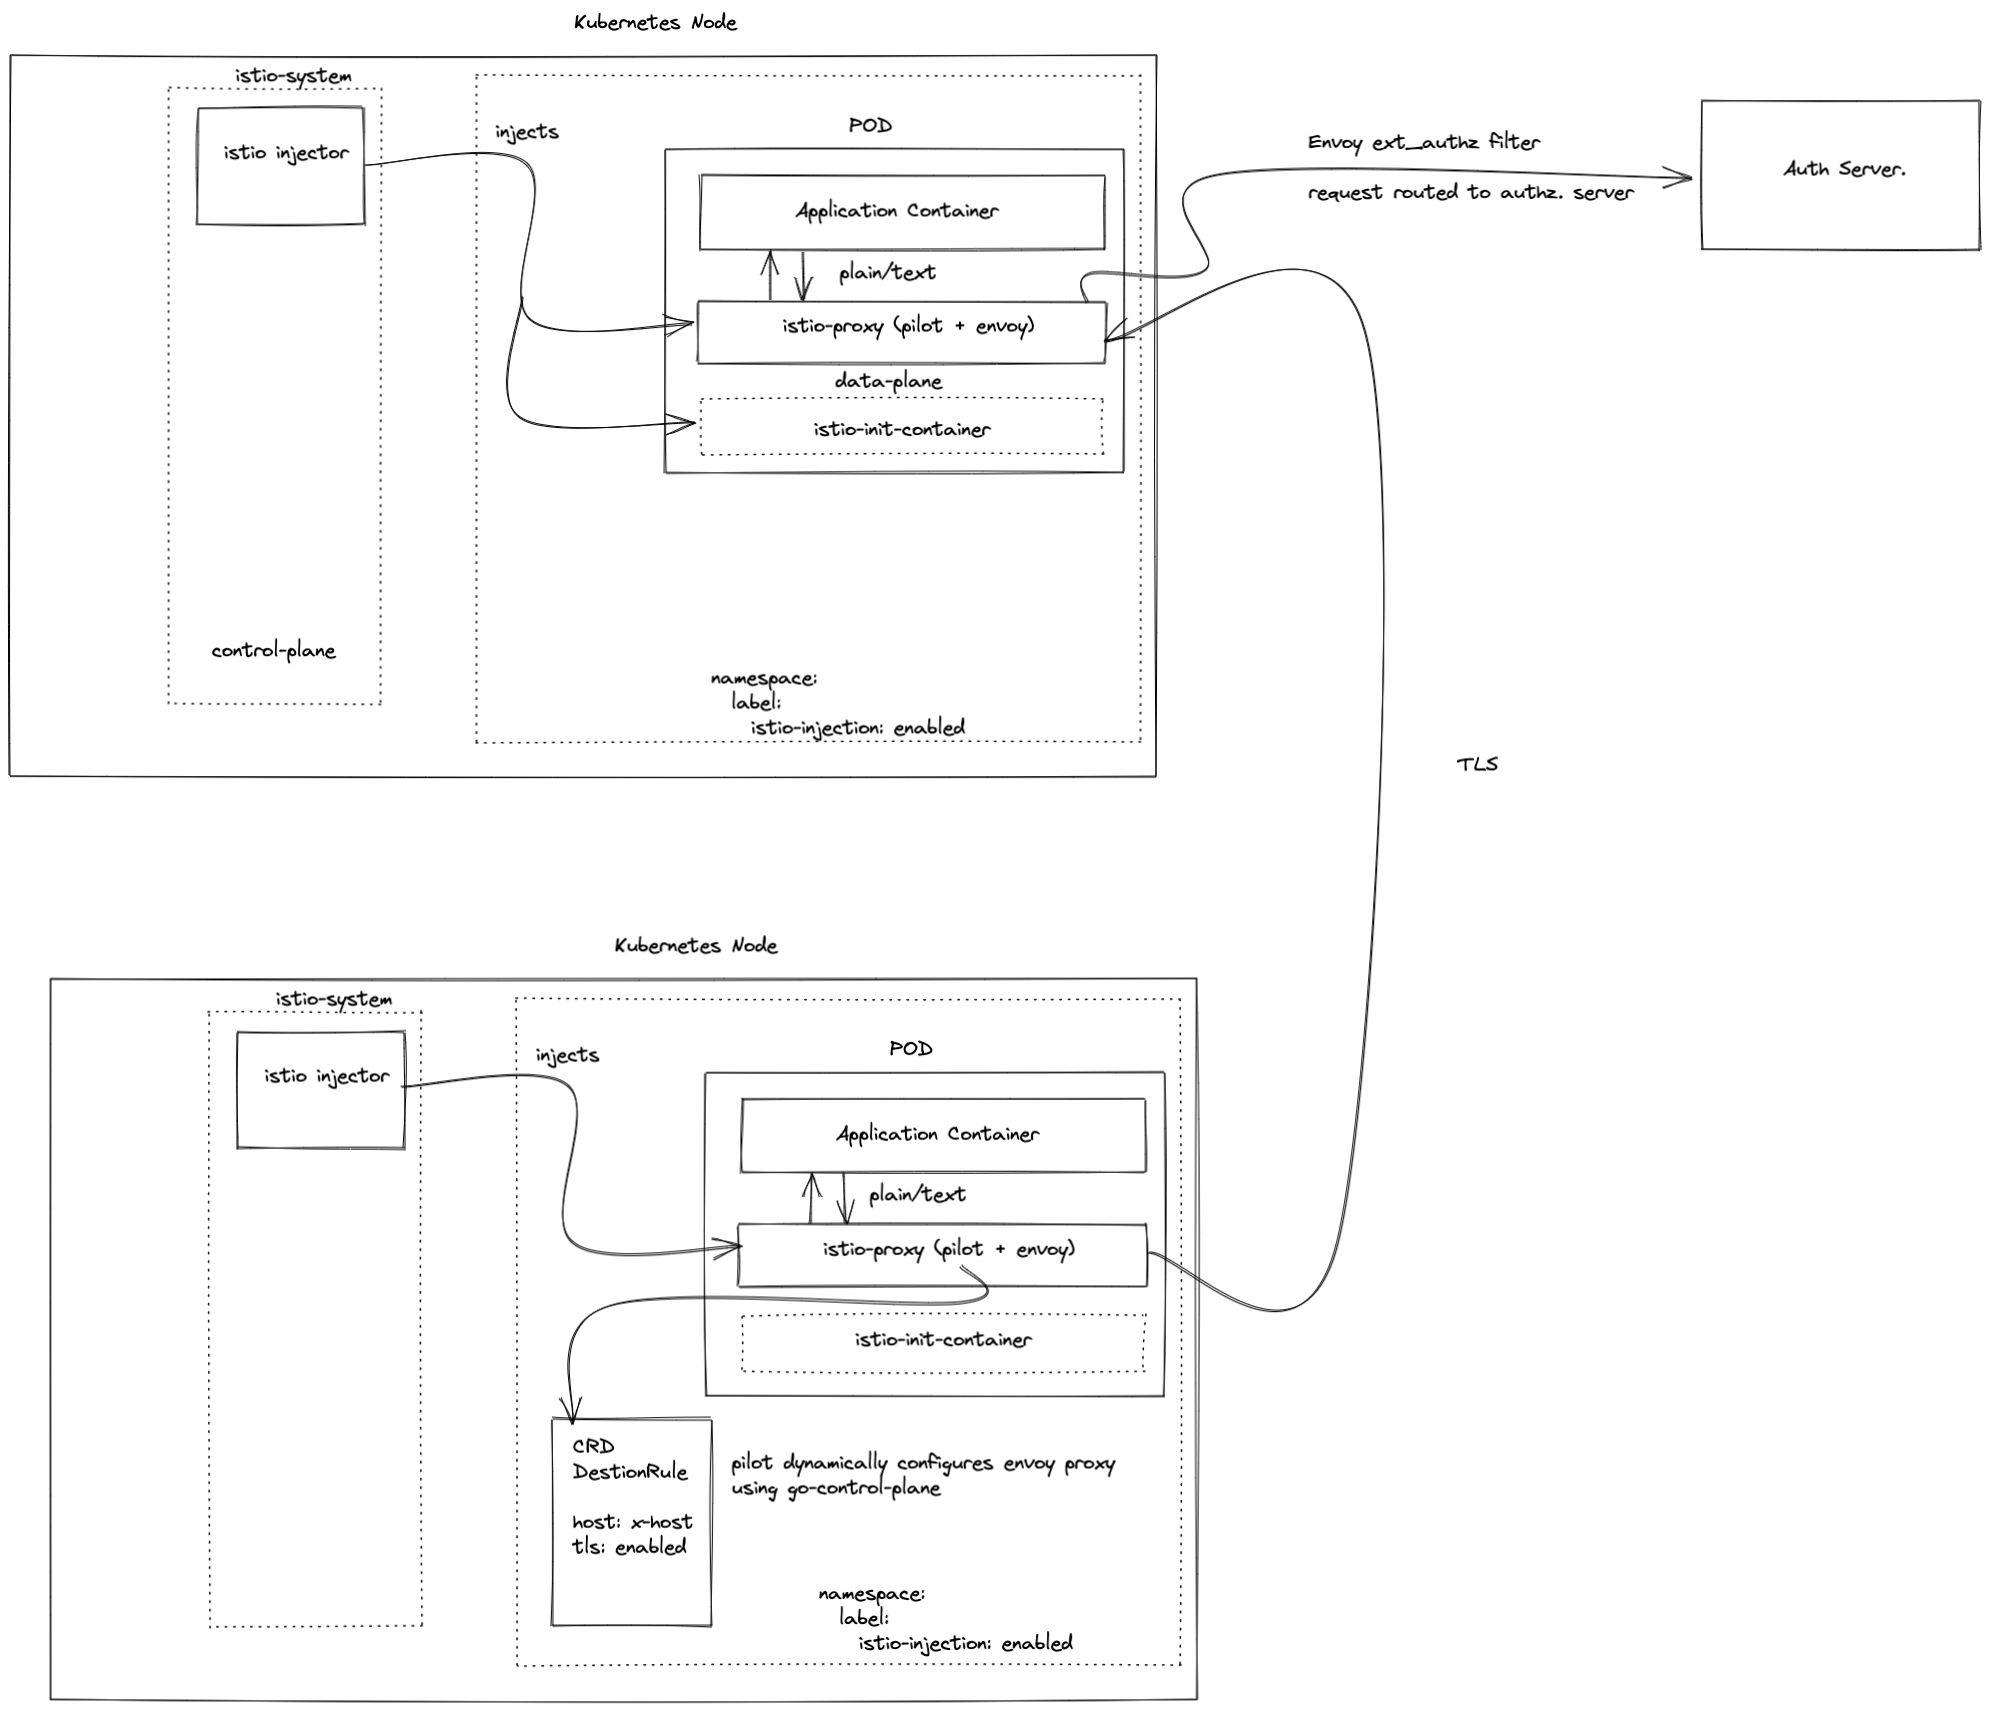 Kubernetes Node
istio-system
istio injector
control-plane
injects
POD
Application Container
plain/text
istio-proxy (pilot + envoy)
data-plane
istio-init-container
namespace:
label:
istio-injection: enabled
Envoy ext_authz filter
request routed to authz. server
Auth Server.
TLS
Kubernetes Node
istio-system
istio injector
injects
POD
Application Container
plain/text
istio-proxy (pilot + envoy)
istio-init-container
CRD
DestionRule
host: x-host
tls: enabled
pilot dynamically configures envoy proxy
using go-control-plane
namespace:
label:
istio-injection: enabled